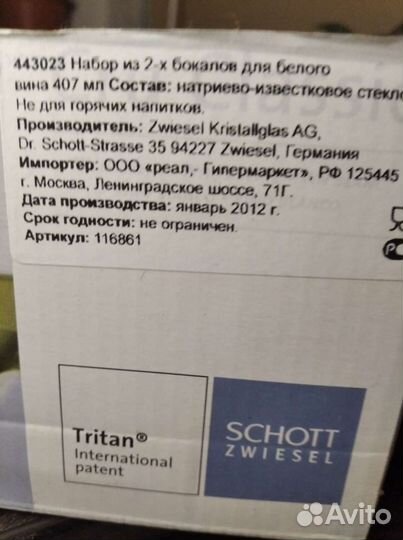 443023 Набор из 2-х бокалов для белого
вина 407 мл Состав: натриево-известковое стекло
Не для горячих напитков.
Производитель: Zwiesel Kristallglas AG,
Dr. Schott-Strasse 35 94227 Zwiesel, Германия
Импортер: ООО «реал,- Гипермаркет», РФ 125445
г. Москва, Ленинградское шоссе, 71Г.
Дата производства: январь 2012 г.
Срок годности: не ограничен.
Артикул: 116861
Tritan®
International
patent
SCHOTT
ZWIESEL
Avito